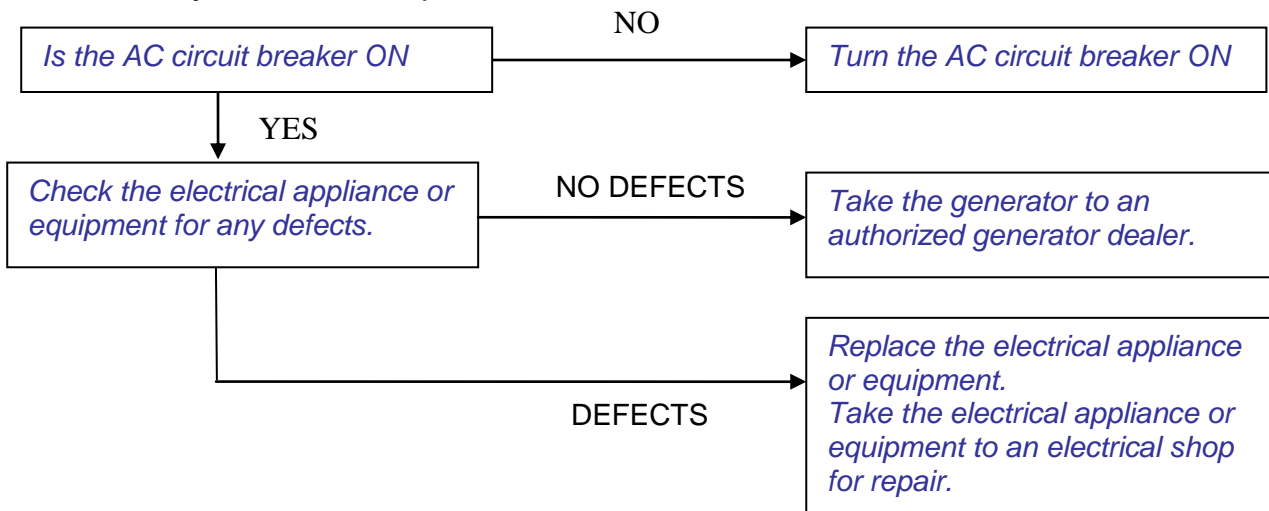 NO
Is the AC circuit breaker ON
Turn the AC circuit breaker ON
YES
Check the electrical appliance or
equipment for any defects.
NO DEFECTS
Take the generator to an
authorized generator dealer.
Replace the electrical appliance
or equipment.
Take the electrical appliance or
equipment to an electrical shop
for repair.
DEFECTS